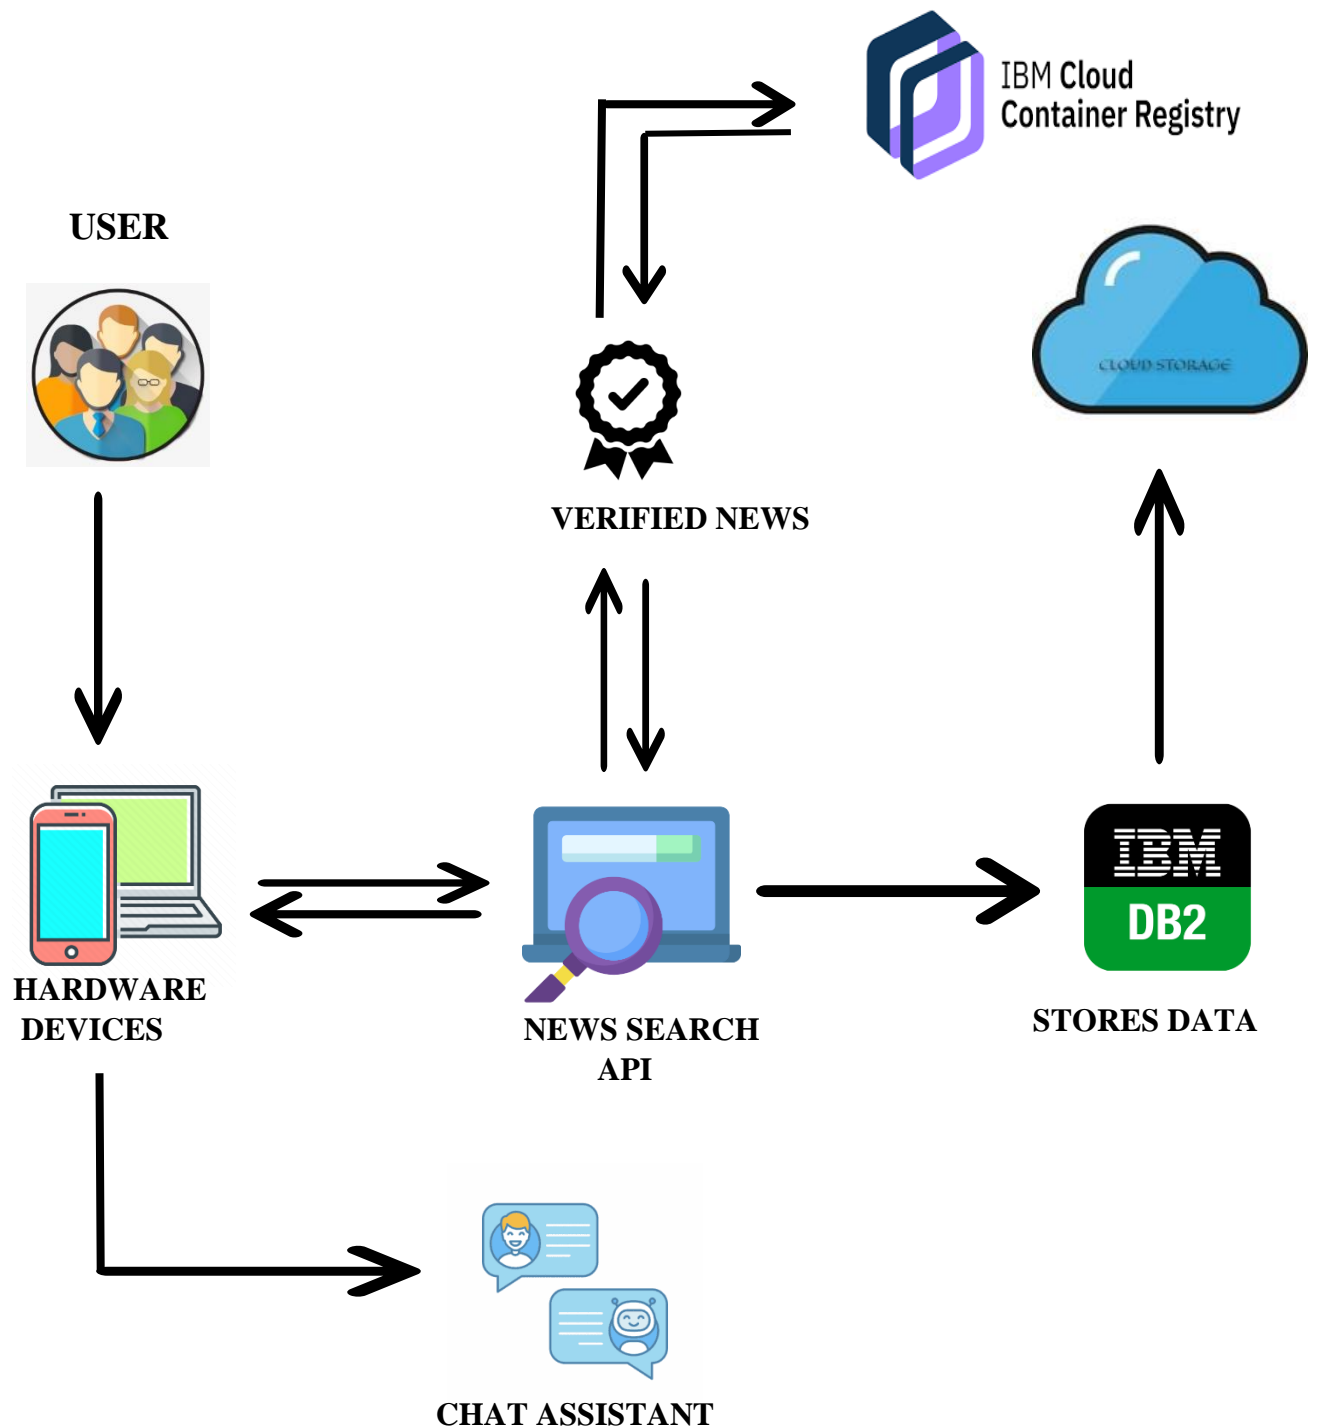 IBM Cloud
Container Registry
USER
CLOUD STORAGE
VERIFIED NEWS
IBM
DB2
HARDWARE
DEVICES
NEWS SEARCH
API
STORES DATA
CHAT ASSISTANT